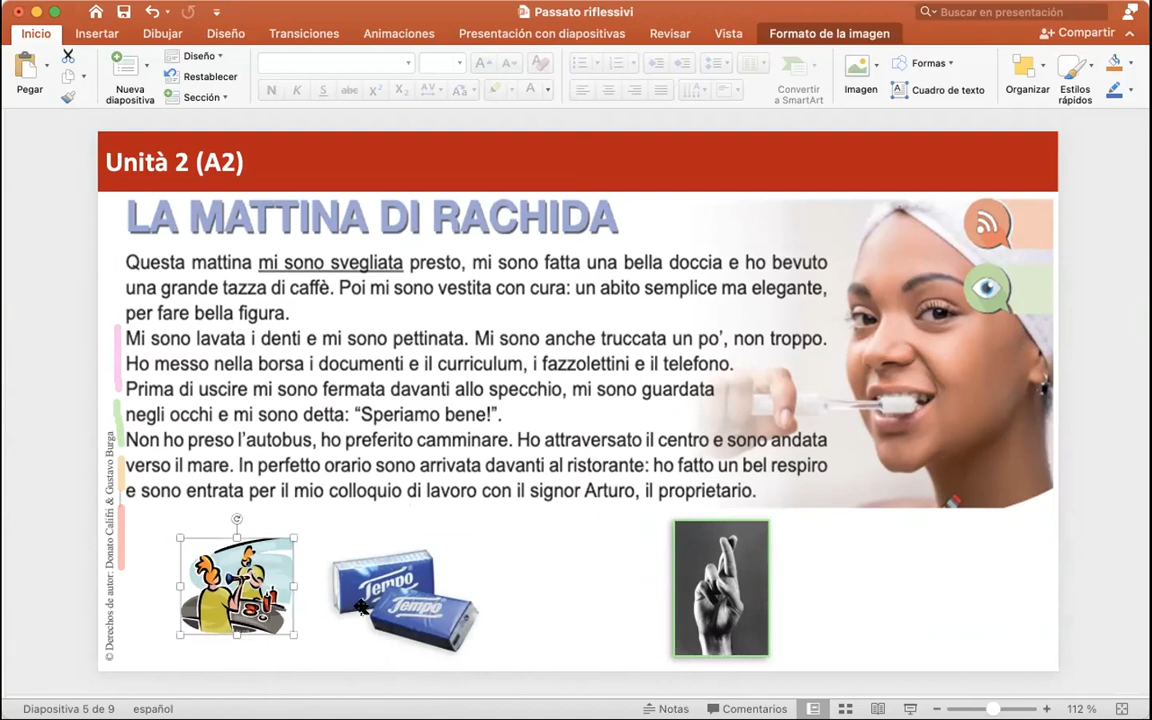 Passato riflessivi
Buscar en presentación
Inicio Insertar Dibujar Diseño Transiciones Animaciones Presentación con diapositivas Revisar Vista Formato de la imagen Compartir
Pegar
Nueva diapositiva
Diseño
Restablecer
Sección
N K S abc X² X₂ AV Aa A
Convertir a SmartArt
Imagen
Formas
Cuadro de texto
Organizar
Estilos rápidos
Unità 2 (A2)
LA MATTINA DI RACHIDA
Questa mattina mi sono svegliata presto, mi sono fatta una bella doccia e ho bevuto
una grande tazza di caffè. Poi mi sono vestita con cura: un abito semplice ma elegante,
per fare bella figura.
Mi sono lavata i denti e mi sono pettinata. Mi sono anche truccata un po’, non troppo.
Ho messo nella borsa i documenti e il curriculum, i fazzolettini e il telefono.
Prima di uscire mi sono fermata davanti allo specchio, mi sono guardata
negli occhi e mi sono detta: “Speriamo bene!”.
Non ho preso l’autobus, ho preferito camminare. Ho attraversato il centro e sono andata
verso il mare. In perfetto orario sono arrivata davanti al ristorante: ho fatto un bel respiro
e sono entrata per il mio colloquio di lavoro con il signor Arturo, il proprietario.
© Derechos de autor: Donato Califri & Gustavo Burga
Tempo
Tempo
Diapositiva 5 de 9 español Notas Comentarios 112 %